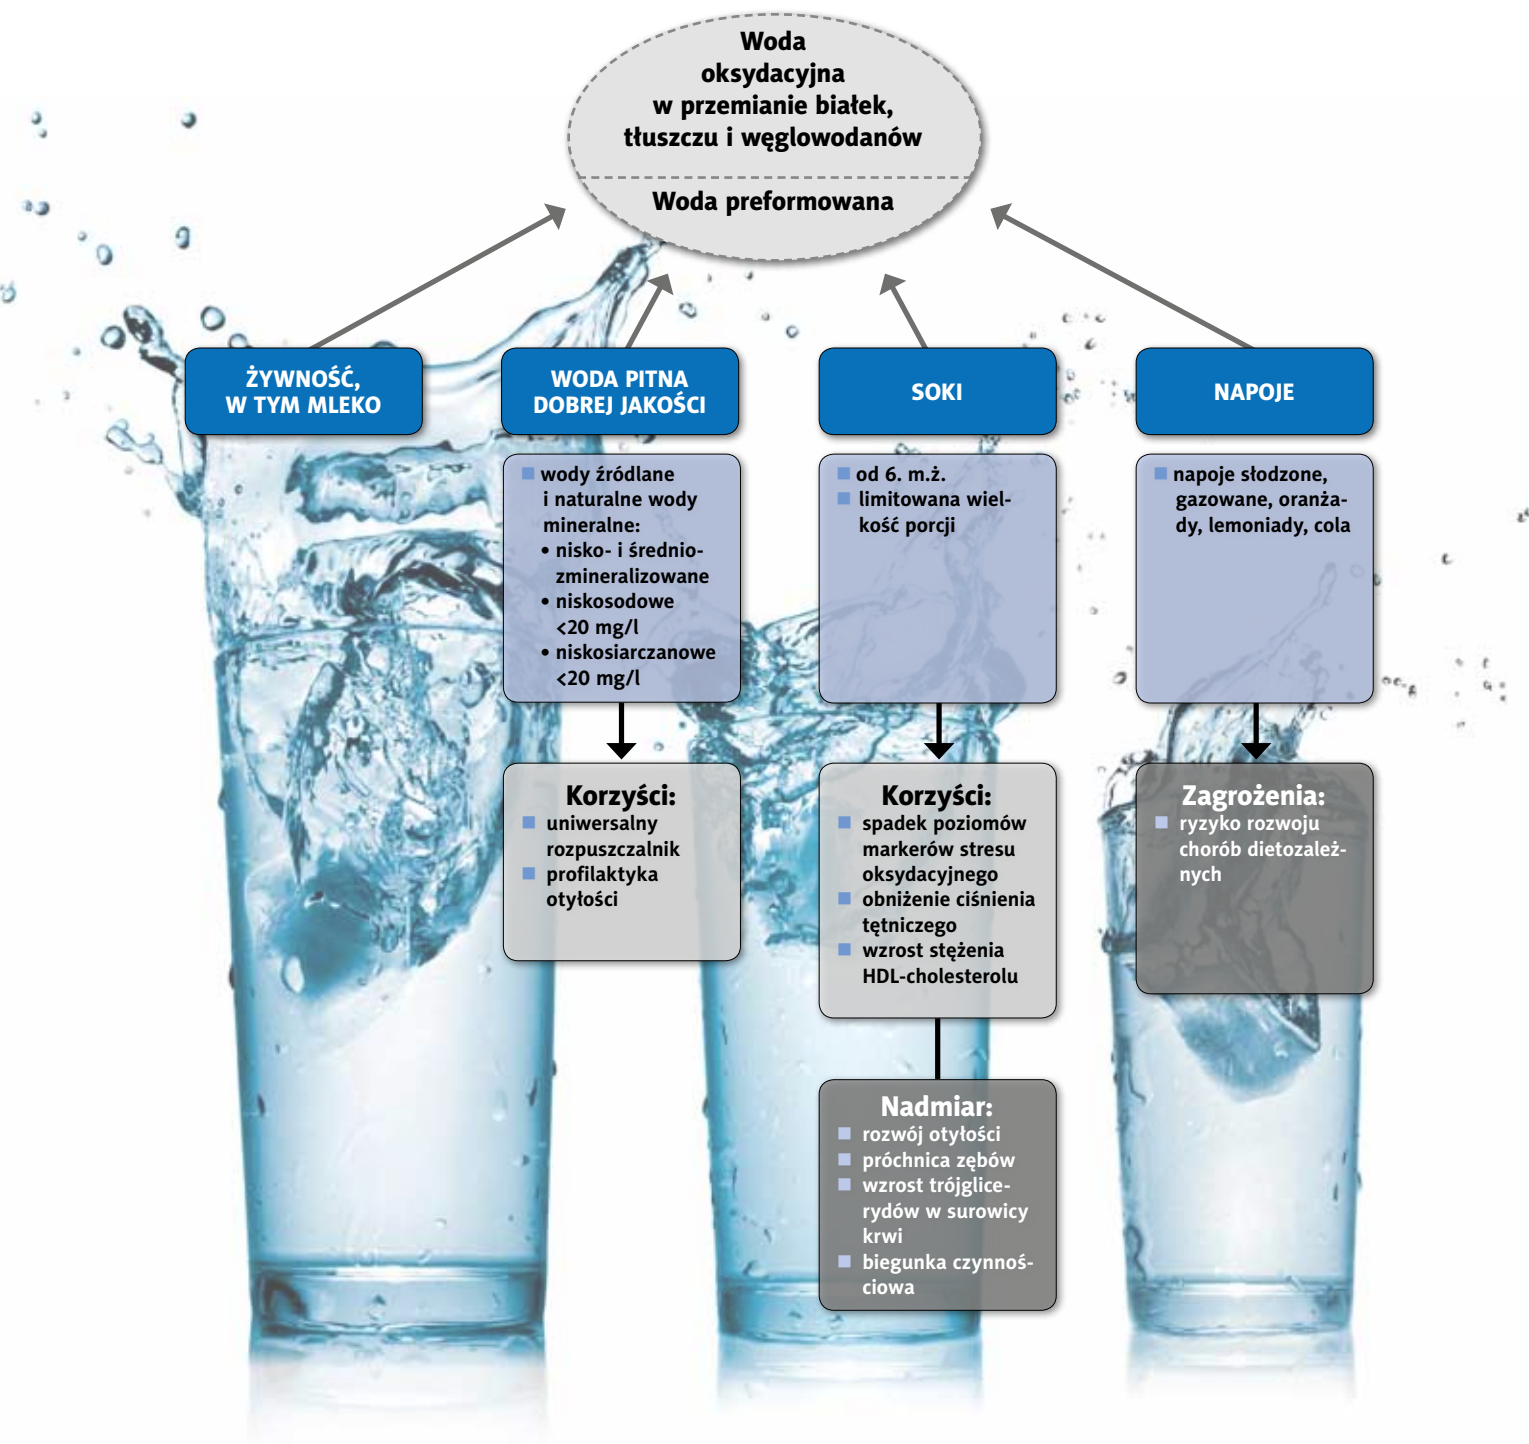 Woda
oksydacyjna
w przemianie białek,
tłuszczu i węglowodanów
Woda preformowana
ŻYWNOŚĆ,
W TYM MLEKO
WODA PITNA
DOBREJ JAKOŚCI
■ wody źródlane
i naturalne wody
mineralne:
• nisko- i średnio-
zmineralizowane
• niskosodowe
<20 mg/l
• niskosiarczanowe
<20 mg/l
Korzyści:
■ uniwersalny
rozpuszczalnik
■ profilaktyka
otyłości
SOKI
■ od 6. m.ż.
■ limitowana wiel-
kość porcji
Korzyści:
■ spadek poziomów
markerów stresu
oksydacyjnego
■ obniżenie ciśnienia
tętniczego
■ wzrost stężenia
HDL-cholesterolu
Nadmiar:
■ rozwój otyłości
■ próchnica zębów
■ wzrost trójglice-
rydów w surowicy
krwi
■ biegunka czynnoś-
ciowa
NAPOJE
■ napoje słodzone,
gazowane, oranża-
dy, lemoniady, cola
Zagrożenia:
■ ryzyko rozwoju
chorób dietozależ-
nych